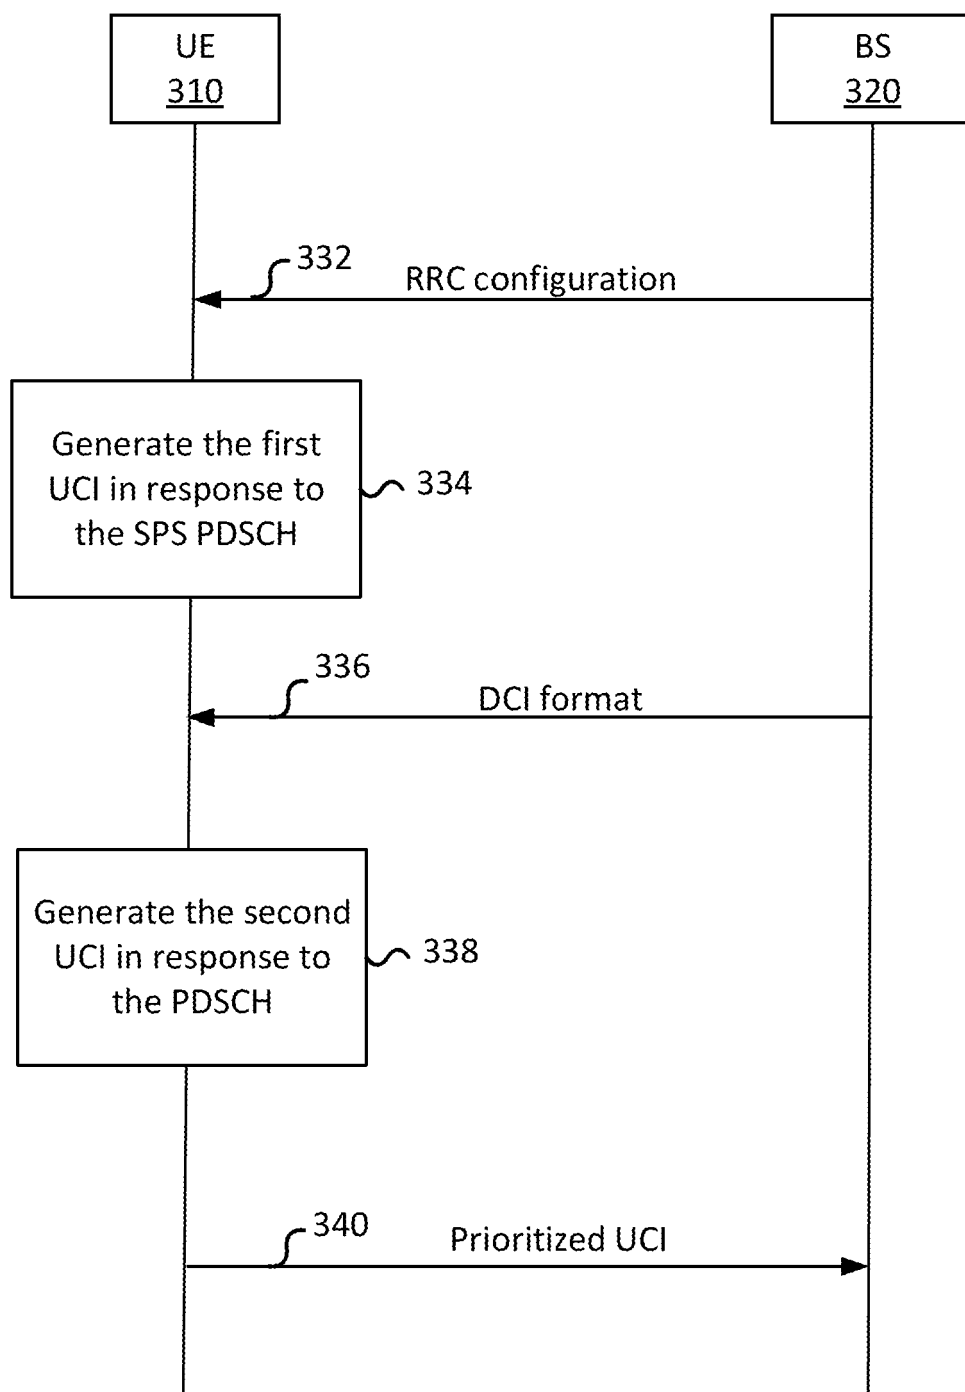 UE
310
BS
320
332
RRC configuration
Generate the first
UCI in response to
the SPS PDSCH
334
336
DCI format
Generate the second
UCI in response to
the PDSCH
338
340
Prioritized UCI